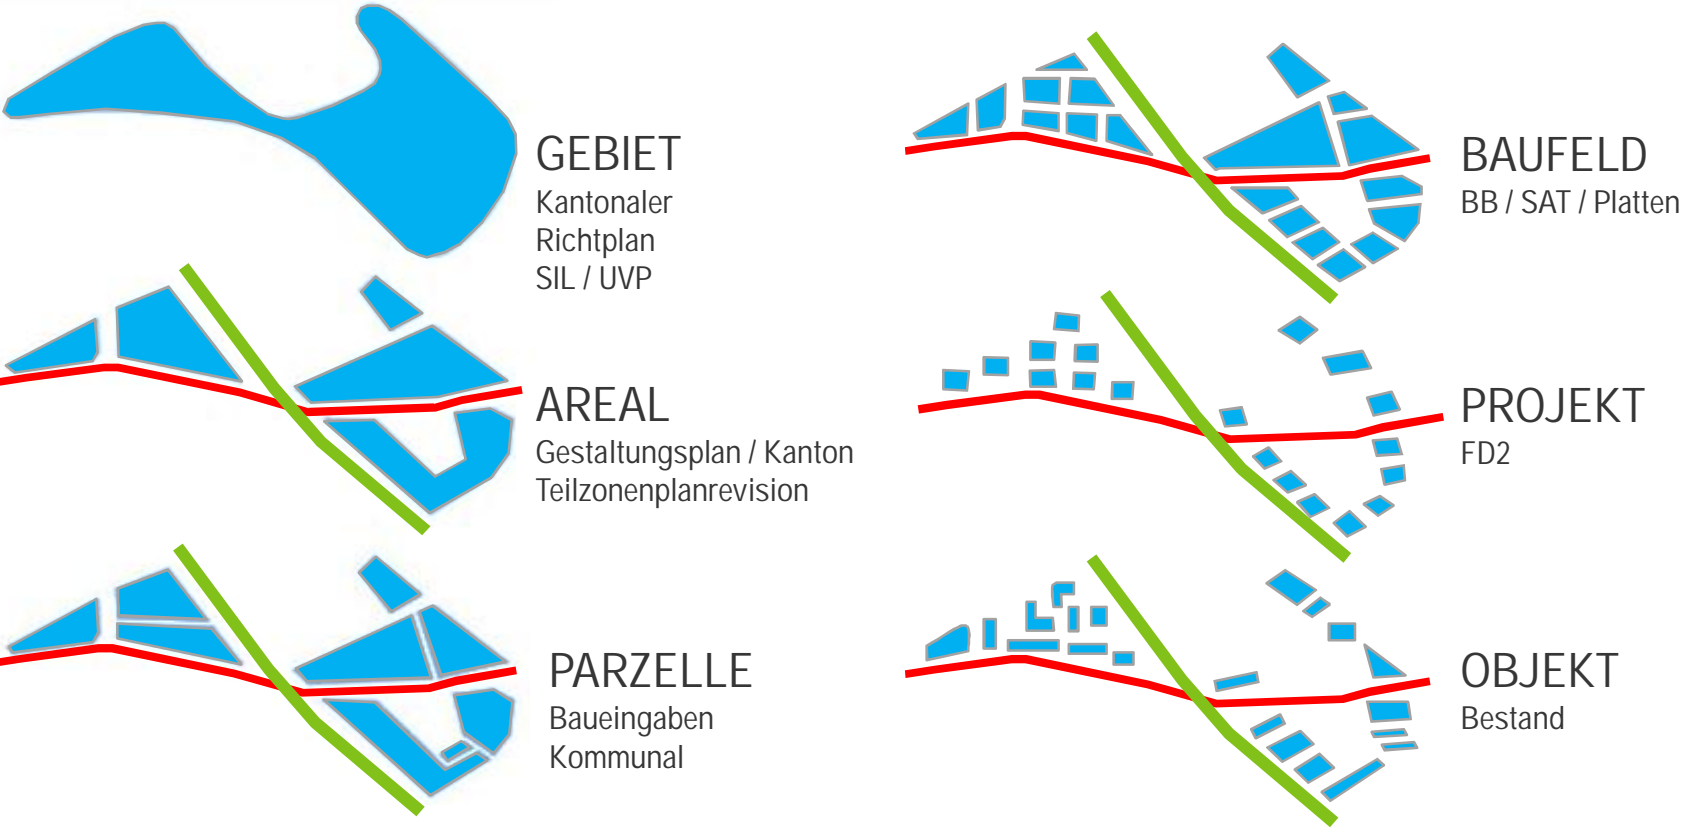 GEBIET
Kantonaler
Richtplan
SIL / UVP
AREAL
Gestaltungsplan / Kanton
Teilzonenplanrevision
PARZELLE
Baueingaben
Kommunal
BAUFELD
BB / SAT / Platten
PROJEKT
FD2
OBJEKT
Bestand